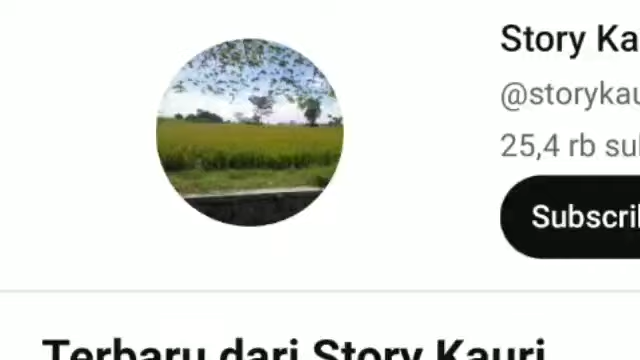 Story Ka
@storykau
25,4 rb su
Subscri
Terbaru dari Story Kauri